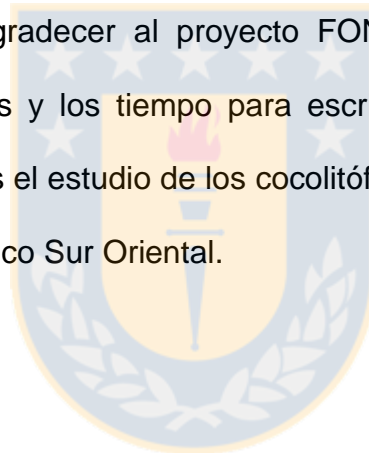 gradecer al proyecto FON
s y los tiempo para escr
s el estudio de los cocolitóf
co Sur Oriental.